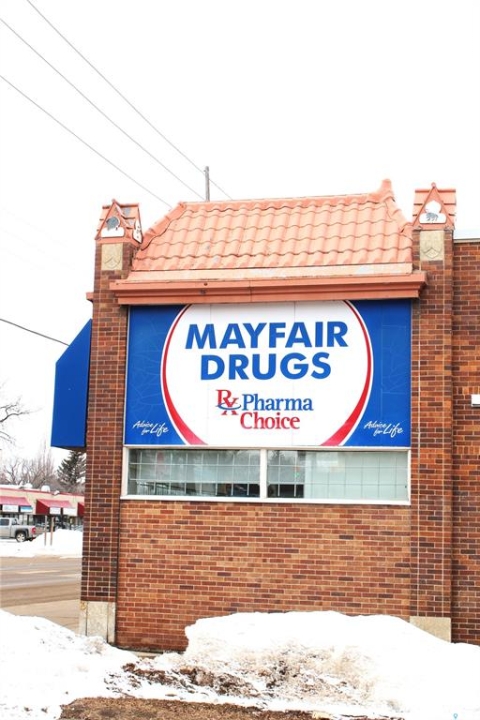 MAYFAIR
DRUGS
Rx Pharma
Choice
Advice
for Life
Advice
for Life